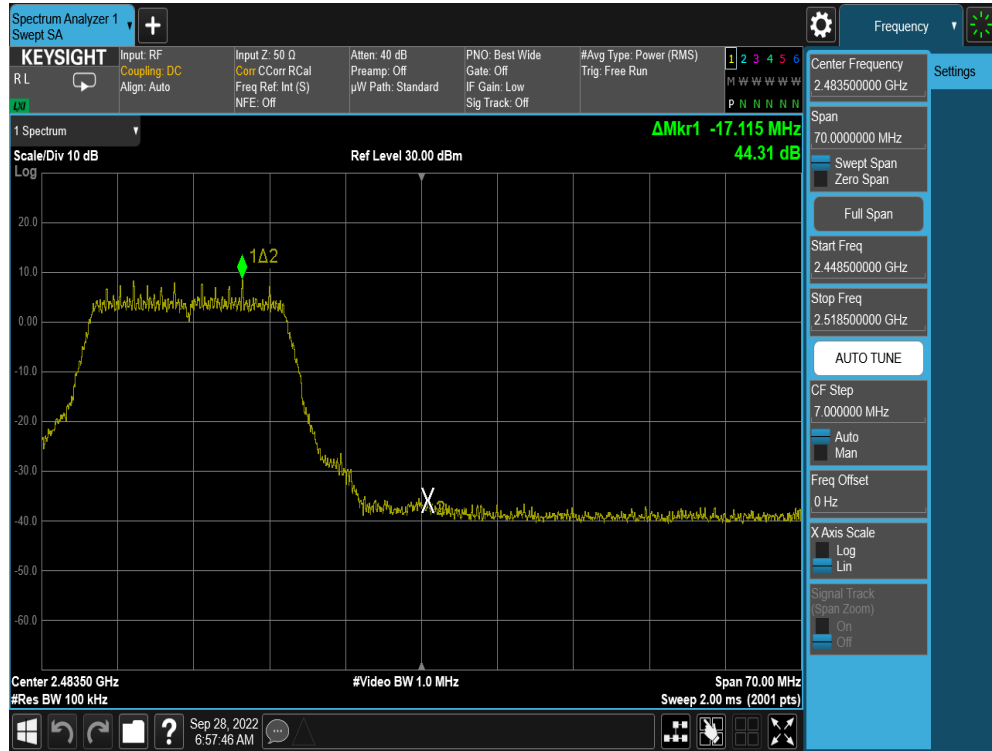 Spectrum Analyzer 1
Swept SA
Frequency
KEYSIGHT
R L
LXI
Input: RF
Coupling: DC
Align: Auto
Input Z: 50 Ω
Corr CCorr RCal
Freq Ref: Int (S)
NFE: Off
Atten: 40 dB
Preamp: Off
µW Path: Standard
PNO: Best Wide
Gate: Off
IF Gain: Low
Sig Track: Off
#Avg Type: Power (RMS)
Trig: Free Run
1 2 3 4 5 6
M W W W W W
P N N N N N
1 Spectrum
Scale/Div 10 dB
Log
Ref Level 30.00 dBm
ΔMkr1 -17.115 MHz
44.31 dB
20.0
10.0
0.00
-10.0
-20.0
-30.0
-40.0
-50.0
-60.0
1Δ2
X2
Center 2.48350 GHz
#Res BW 100 kHz
#Video BW 1.0 MHz
Span 70.00 MHz
Sweep 2.00 ms (2001 pts)
Sep 28, 2022
6:57:46 AM
?
Center Frequency
2.483500000 GHz
Settings
Span
70.0000000 MHz
Swept Span
Zero Span
Full Span
Start Freq
2.448500000 GHz
Stop Freq
2.518500000 GHz
AUTO TUNE
CF Step
7.000000 MHz
Auto
Man
Freq Offset
0 Hz
X Axis Scale
Log
Lin
Signal Track
(Span Zoom)
On
Off